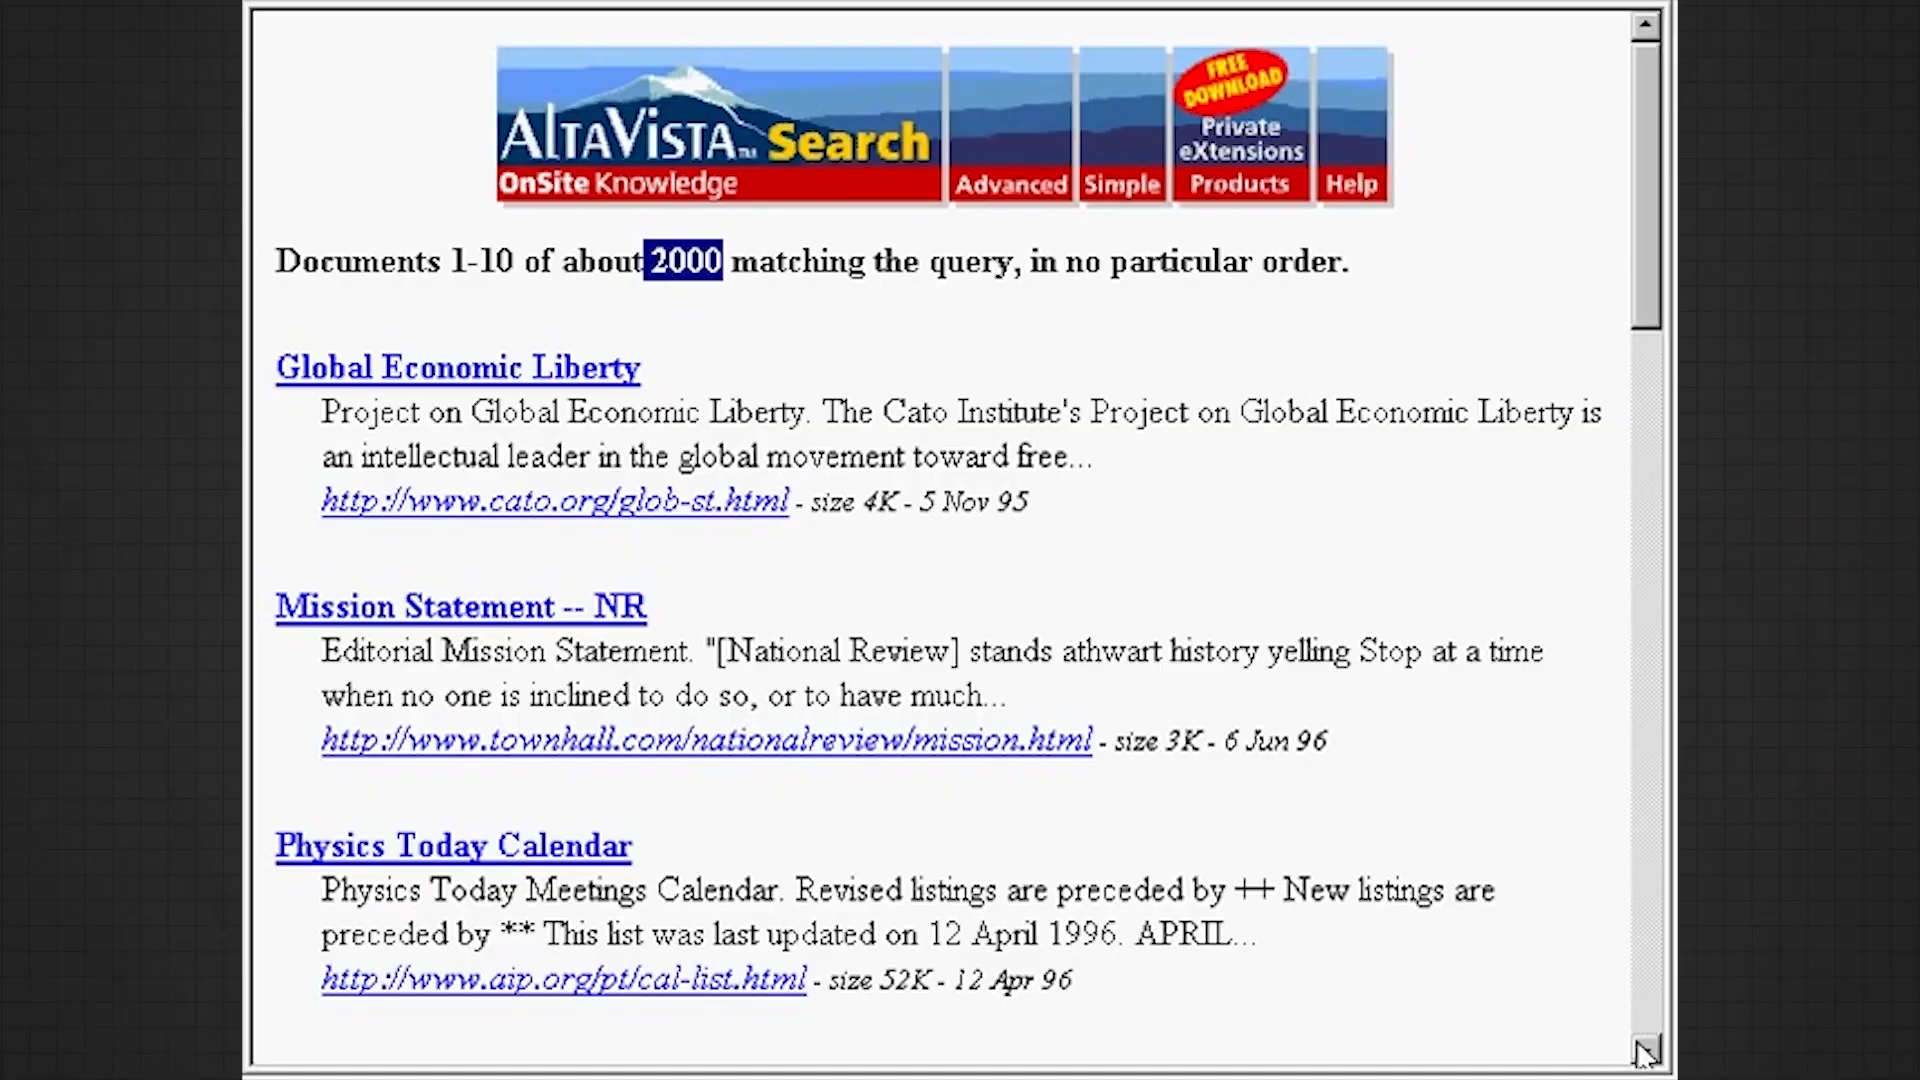 FREE
DOWNLOAD
AltaVista™ Search
OnSite Knowledge
Advanced
Simple
Private
eXtensions
Products
Help
Documents 1-10 of about 2000 matching the query, in no particular order.
Global Economic Liberty
Project on Global Economic Liberty. The Cato Institute's Project on Global Economic Liberty is
an intellectual leader in the global movement toward free...
http://www.cato.org/glob-st.html - size 4K - 5 Nov 95
Mission Statement -- NR
Editorial Mission Statement. "[National Review] stands athwart history yelling Stop at a time
when no one is inclined to do so, or to have much...
http://www.townhall.com/nationalreview/mission.html - size 3K - 6 Jun 96
Physics Today Calendar
Physics Today Meetings Calendar. Revised listings are preceded by ++ New listings are
preceded by ** This list was last updated on 12 April 1996. APRIL...
http://www.aip.org/pt/cal-list.html - size 52K - 12 Apr 96